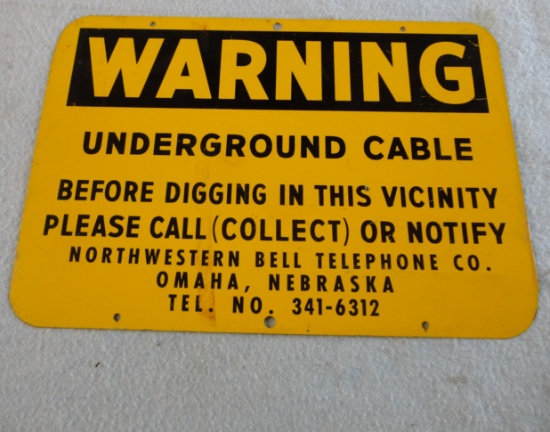 WARNING
UNDERGROUND CABLE
BEFORE DIGGING IN THIS VICINITY
PLEASE CALL (COLLECT) OR NOTIFY
NORTHWESTERN BELL TELEPHONE CO.
OMAHA, NEBRASKA
TEL. NO. 341-6312